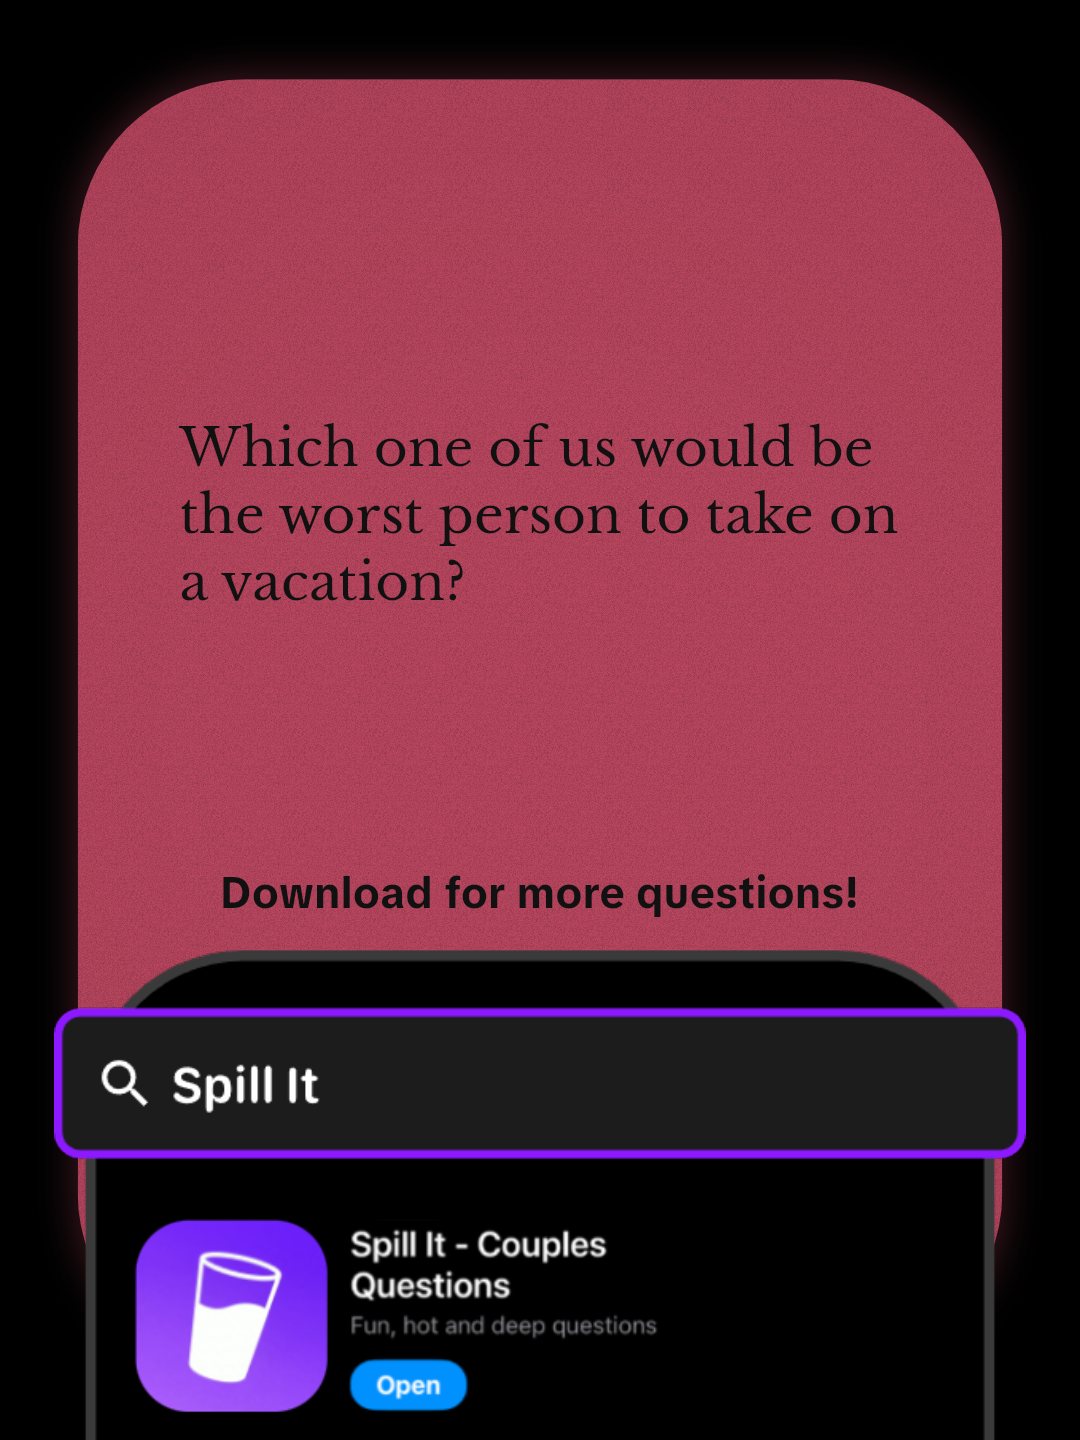 Which one of us would be
the worst person to take on
a vacation?
Download for more questions!
Spill It
Spill It - Couples
Questions
Fun, hot and deep questions
Open